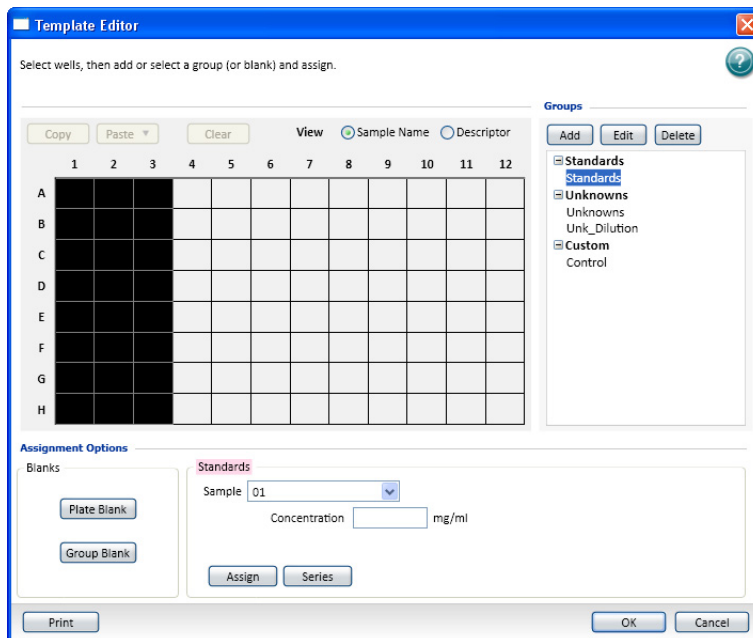 Template Editor
Select wells, then add or select a group (or blank) and assign.
?
Groups
Copy Paste Clear View Sample Name Descriptor
Add Edit Delete
1 2 3 4 5 6 7 8 9 10 11 12
A
B
C
D
E
F
G
H
Standards
Standards
Unknowns
Unknowns
Unk_Dilution
Custom
Control
Assignment Options
Blanks
Plate Blank
Group Blank
Standards
Sample 01
Concentration mg/ml
Assign Series
Print OK Cancel